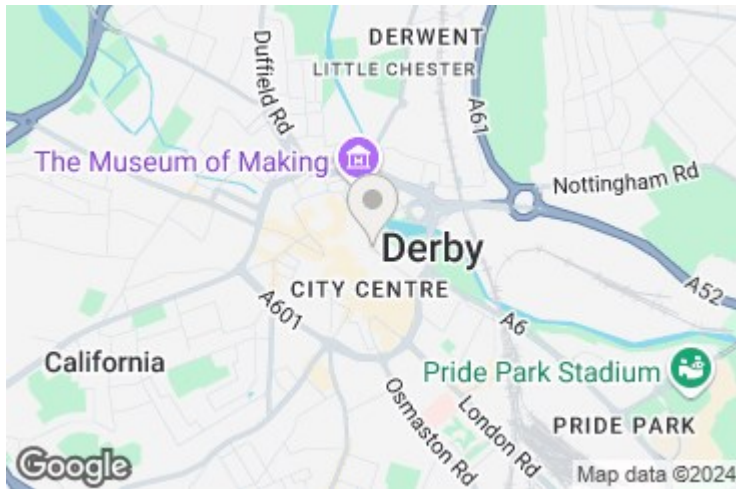 DERWENT
LITTLE CHESTER
Duffield Rd
A61
The Museum of Making
Nottingham Rd
Derby
CITY CENTRE
A52
A601
A6
California
Pride Park Stadium
Osmaston Rd
London Rd
PRIDE PARK
Google
Map data ©2024